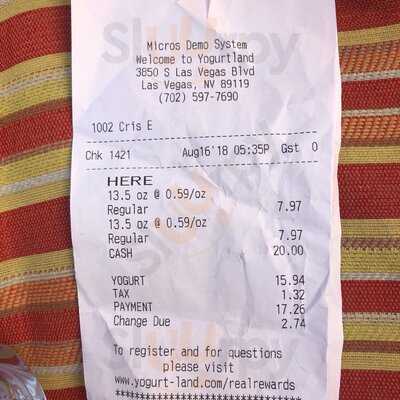 Micros Demo System
Welcome to Yogurtland
3850 S Las Vegas Blvd
Las Vegas, NV 89119
(702) 597-7690
1002 Cris E
Chk 1421 Aug16'18 05:35P Gst 0
HERE
13.5 oz @ 0.59/oz
Regular 7.97
13.5 oz @ 0.59/oz
Regular 7.97
CASH 20.00
YOGURT 15.94
TAX 1.32
PAYMENT 17.26
Change Due 2.74
To register and for questions
please visit
www.yogurt-land.com/realrewards
*******************************